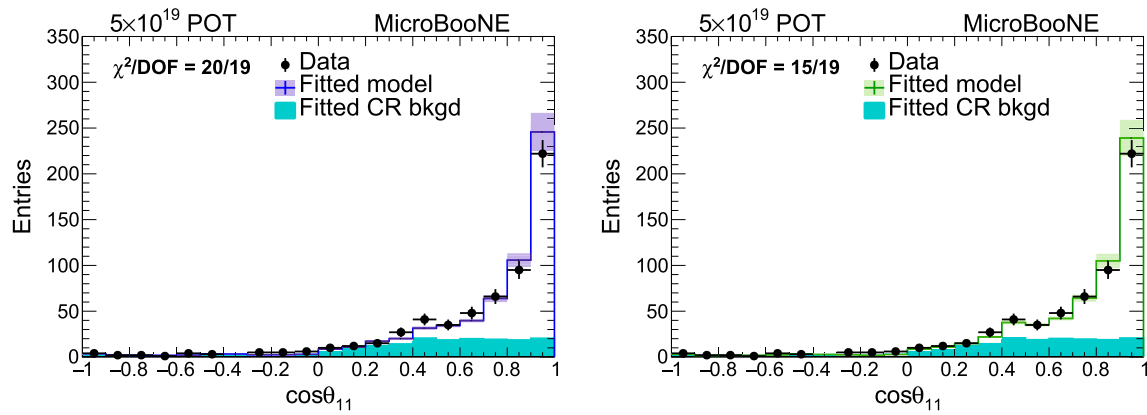 5×10¹⁹ POT MicroBooNE
350
300
250
200
150
100
50
0
Entries
χ²/DOF = 20/19
Data
Fitted model
Fitted CR bkgd
−1 −0.8 −0.6 −0.4 −0.2 0 0.2 0.4 0.6 0.8 1
cosθ₁₁
5×10¹⁹ POT MicroBooNE
350
300
250
200
150
100
50
0
Entries
χ²/DOF = 15/19
Data
Fitted model
Fitted CR bkgd
−1 −0.8 −0.6 −0.4 −0.2 0 0.2 0.4 0.6 0.8 1
cosθ₁₁